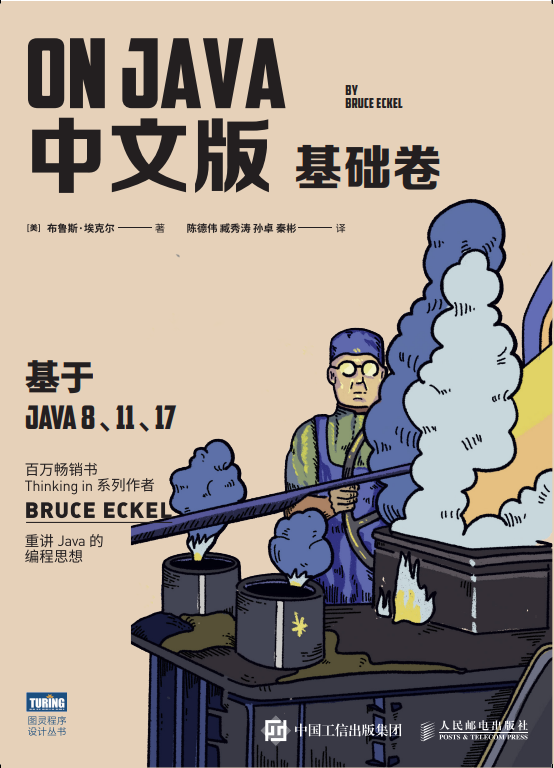 ON JAVA
BY
BRUCE ECKEL
中文版 基础卷
[美] 布鲁斯·埃克尔 —— 著 陈德伟 臧秀涛 孙卓 秦彬 —— 译
基于
JAVA 8、11、17
百万畅销书
Thinking in 系列作者
BRUCE ECKEL
重讲 Java 的
编程思想
TURING
图灵程序
设计丛书
中国工信出版集团
人民邮电出版社
POSTS & TELECOM PRESS